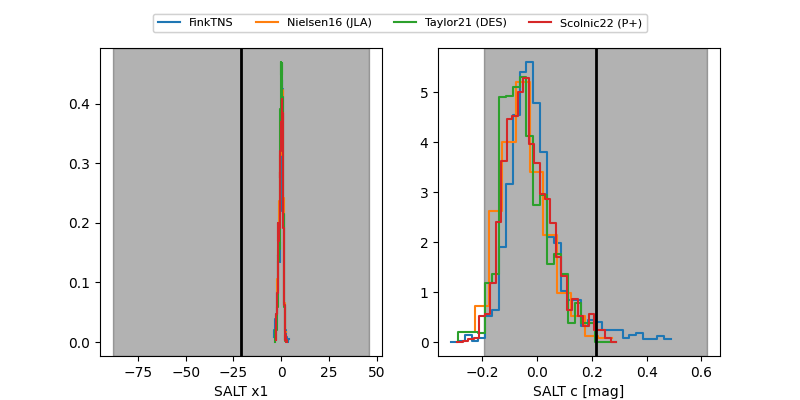 FinkTNS Nielsen16 (JLA) Taylor21 (DES) Scolnic22 (P+)
0.4
0.3
0.2
0.1
0.0
−75 −50 −25 0 25 50
SALT x1
5
4
3
2
1
0
−0.2 0.0 0.2 0.4 0.6
SALT c [mag]